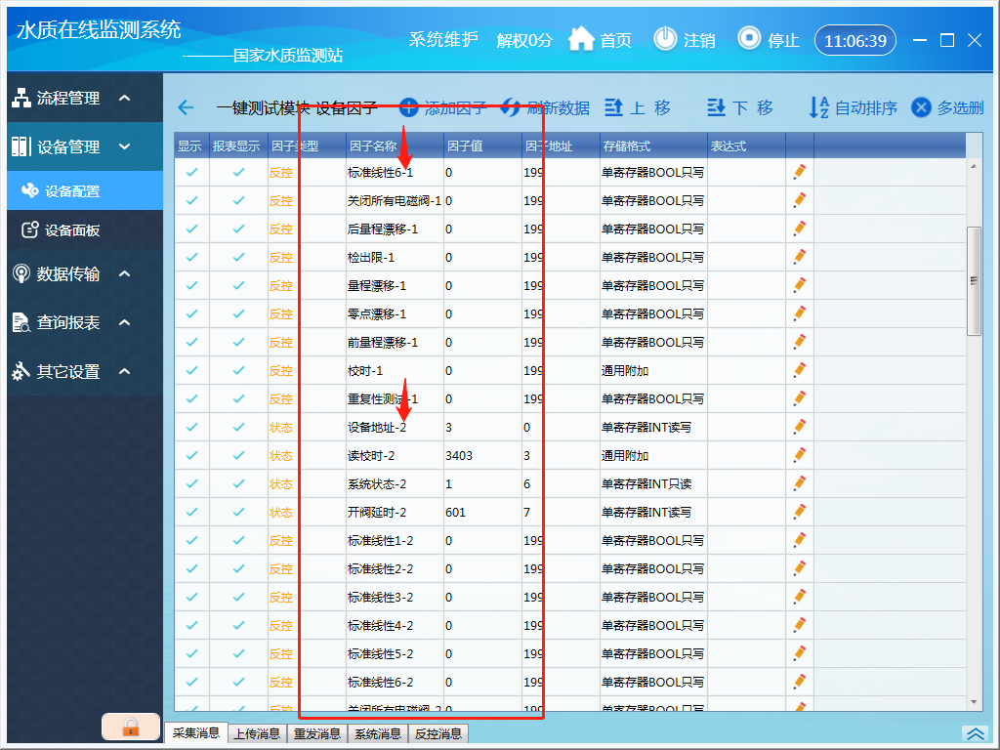 水质在线监测系统
————国家水质监测站
系统维护 解权0分 首页 注销 停止 11:06:39
流程管理
设备管理
设备配置
设备面板
数据传输
查询报表
其它设置
一键测试模块-设备因子 添加因子 刷新数据 上 移 下 移 自动排序 多选删
显示 报表显示 因子类型 因子名称 因子值 因子地址 存储格式 表达式
反控 标准线性6-1 0 199 单寄存器BOOL只写
反控 关闭所有电磁阀-1 0 199 单寄存器BOOL只写
反控 后量程漂移-1 0 199 单寄存器BOOL只写
反控 检出限-1 0 199 单寄存器BOOL只写
反控 量程漂移-1 0 199 单寄存器BOOL只写
反控 零点漂移-1 0 199 单寄存器BOOL只写
反控 前量程漂移-1 0 199 单寄存器BOOL只写
反控 校时-1 0 199 通用附加
反控 重复性测试-1 0 199 单寄存器BOOL只写
状态 设备地址-2 3 0 单寄存器INT读写
状态 读校时-2 3403 3 通用附加
状态 系统状态-2 1 6 单寄存器INT只读
状态 开阀延时-2 601 7 单寄存器INT读写
反控 标准线性1-2 0 199 单寄存器BOOL只写
反控 标准线性2-2 0 199 单寄存器BOOL只写
反控 标准线性3-2 0 199 单寄存器BOOL只写
反控 标准线性4-2 0 199 单寄存器BOOL只写
反控 标准线性5-2 0 199 单寄存器BOOL只写
反控 标准线性6-2 0 199 单寄存器BOOL只写
反控 关闭所有电磁阀-2 0 199 单寄存器BOOL只写
采集消息 上传消息 重发消息 系统消息 反控消息